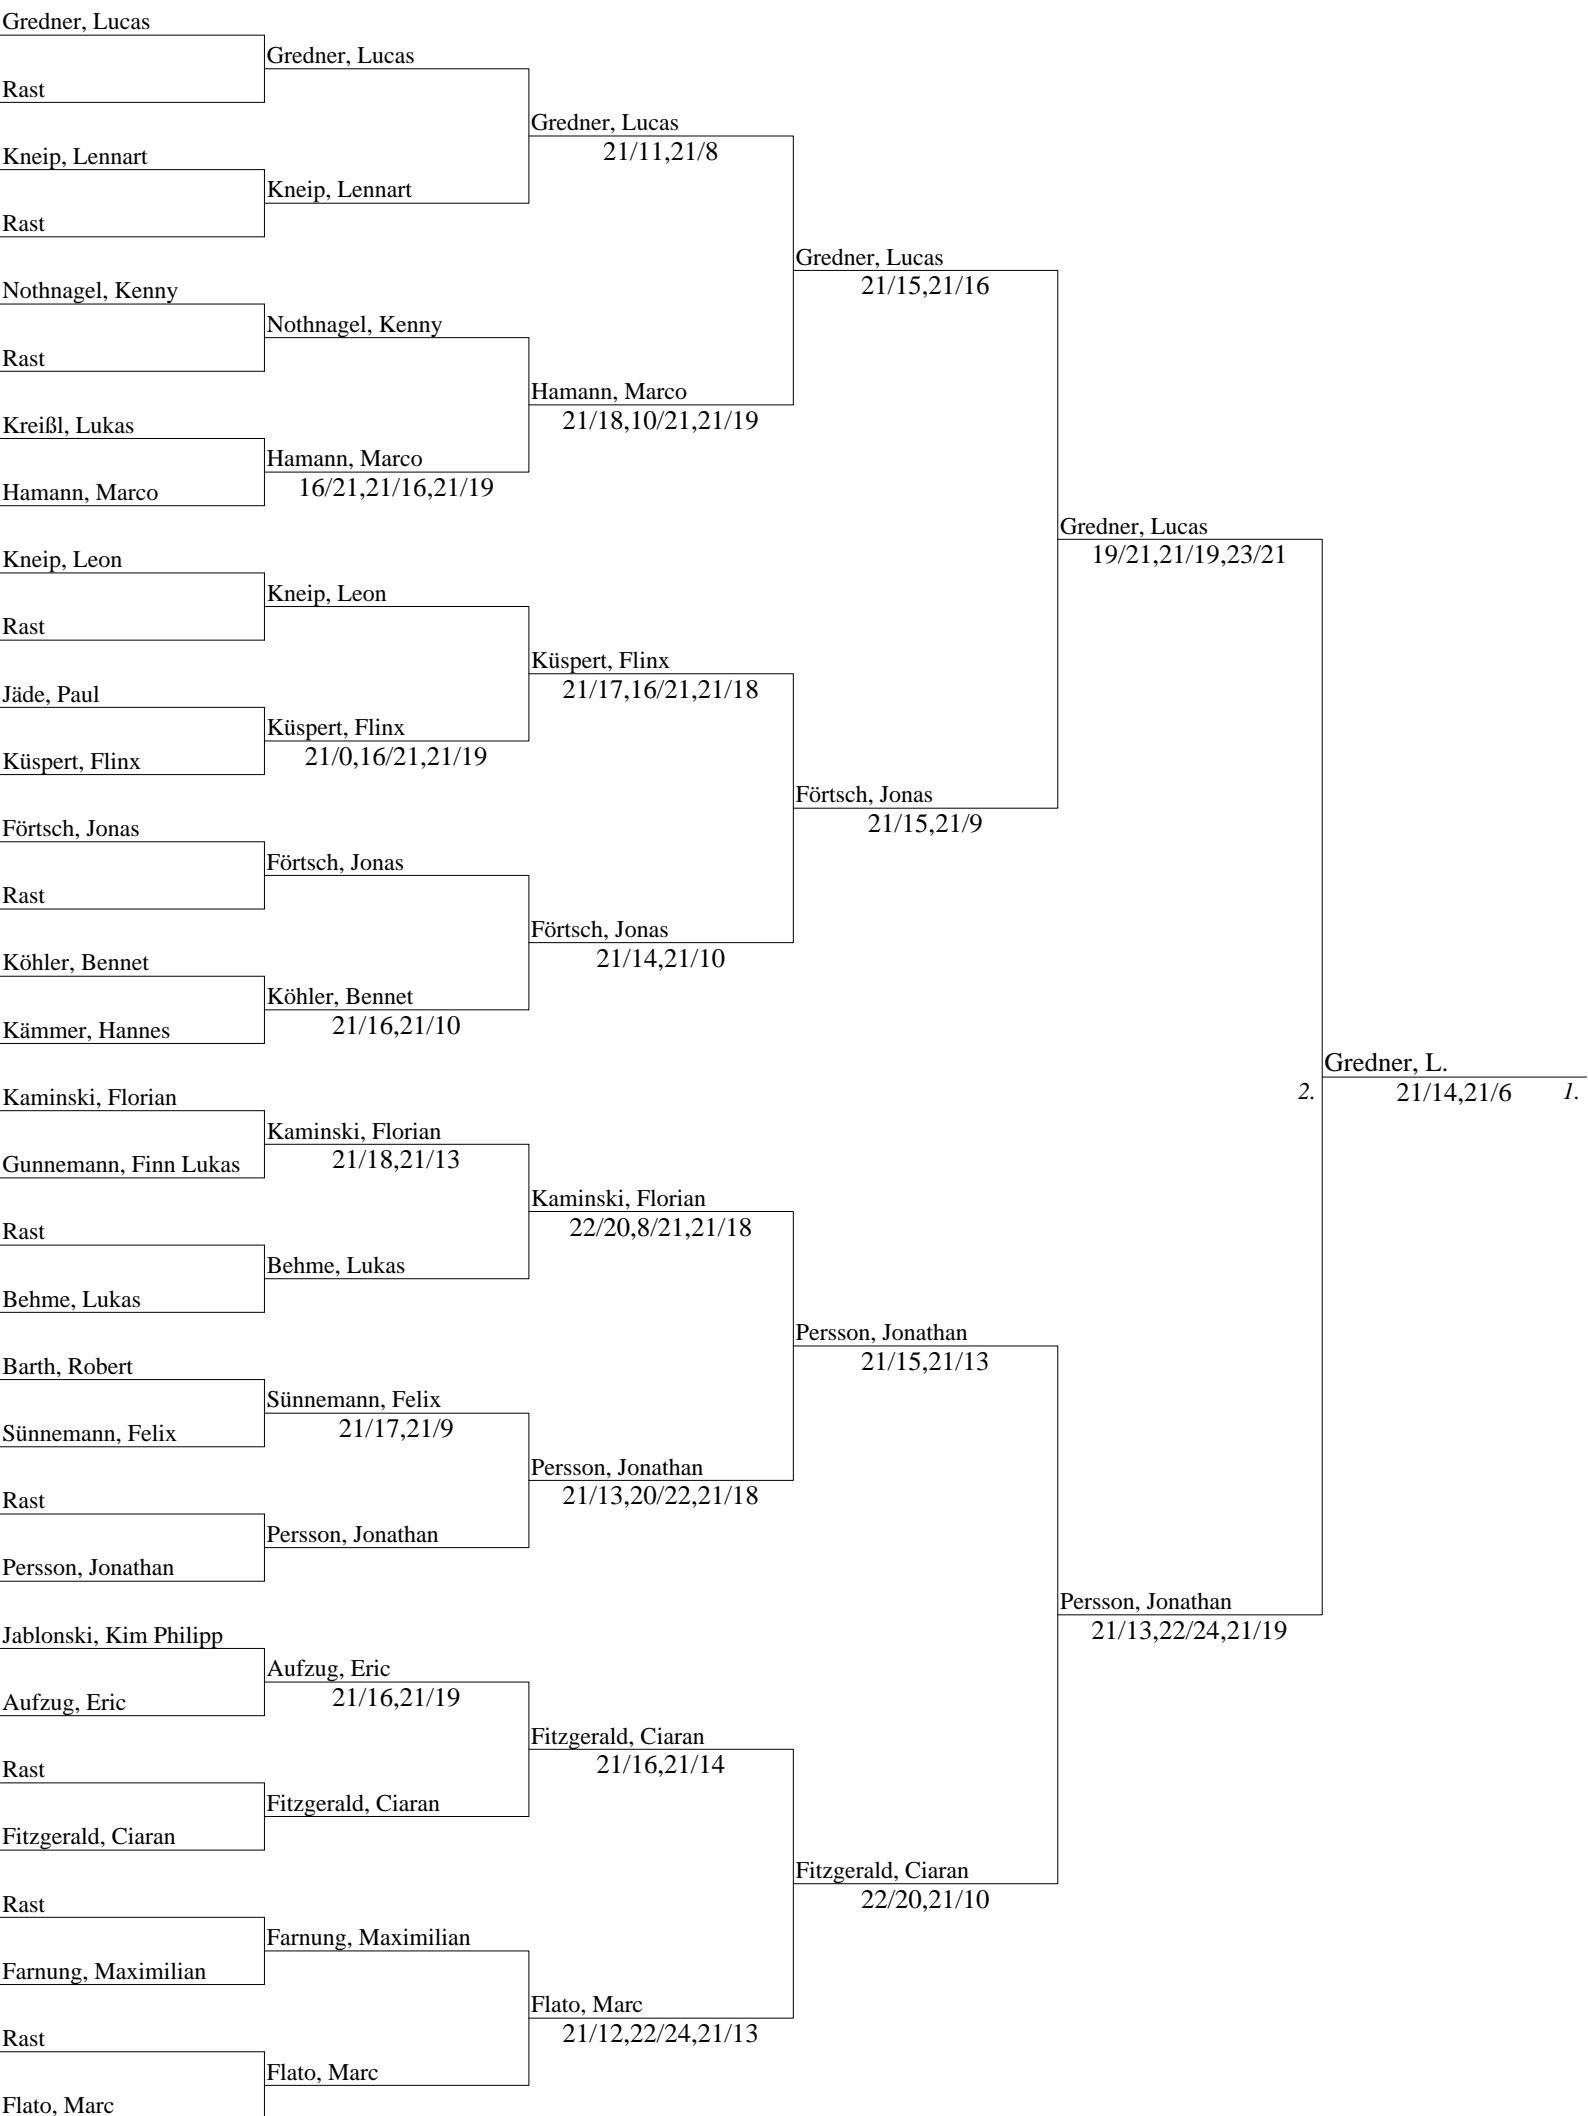 Gredner, Lucas
Gredner, Lucas
Rast
Gredner, Lucas
21/11,21/8
Kneip, Lennart
Kneip, Lennart
Rast
Gredner, Lucas
21/15,21/16
Nothnagel, Kenny
Nothnagel, Kenny
Rast
Hamann, Marco
21/18,10/21,21/19
Kreißl, Lukas
Hamann, Marco
16/21,21/16,21/19
Hamann, Marco
Gredner, Lucas
19/21,21/19,23/21
Kneip, Leon
Kneip, Leon
Rast
Küspert, Flinx
21/17,16/21,21/18
Jäde, Paul
Küspert, Flinx
21/0,16/21,21/19
Küspert, Flinx
Förtsch, Jonas
21/15,21/9
Förtsch, Jonas
Förtsch, Jonas
Rast
Förtsch, Jonas
21/14,21/10
Köhler, Bennet
Köhler, Bennet
21/16,21/10
Kämmer, Hannes
Gredner, L.
2.
21/14,21/6
1.
Kaminski, Florian
Kaminski, Florian
21/18,21/13
Gunnemann, Finn Lukas
Kaminski, Florian
22/20,8/21,21/18
Rast
Behme, Lukas
Behme, Lukas
Persson, Jonathan
21/15,21/13
Barth, Robert
Sünnemann, Felix
21/17,21/9
Sünnemann, Felix
Persson, Jonathan
21/13,20/22,21/18
Rast
Persson, Jonathan
Persson, Jonathan
Persson, Jonathan
21/13,22/24,21/19
Jablonski, Kim Philipp
Aufzug, Eric
21/16,21/19
Aufzug, Eric
Fitzgerald, Ciaran
21/16,21/14
Rast
Fitzgerald, Ciaran
Fitzgerald, Ciaran
Fitzgerald, Ciaran
22/20,21/10
Rast
Farnung, Maximilian
Farnung, Maximilian
Flato, Marc
21/12,22/24,21/13
Rast
Flato, Marc
Flato, Marc